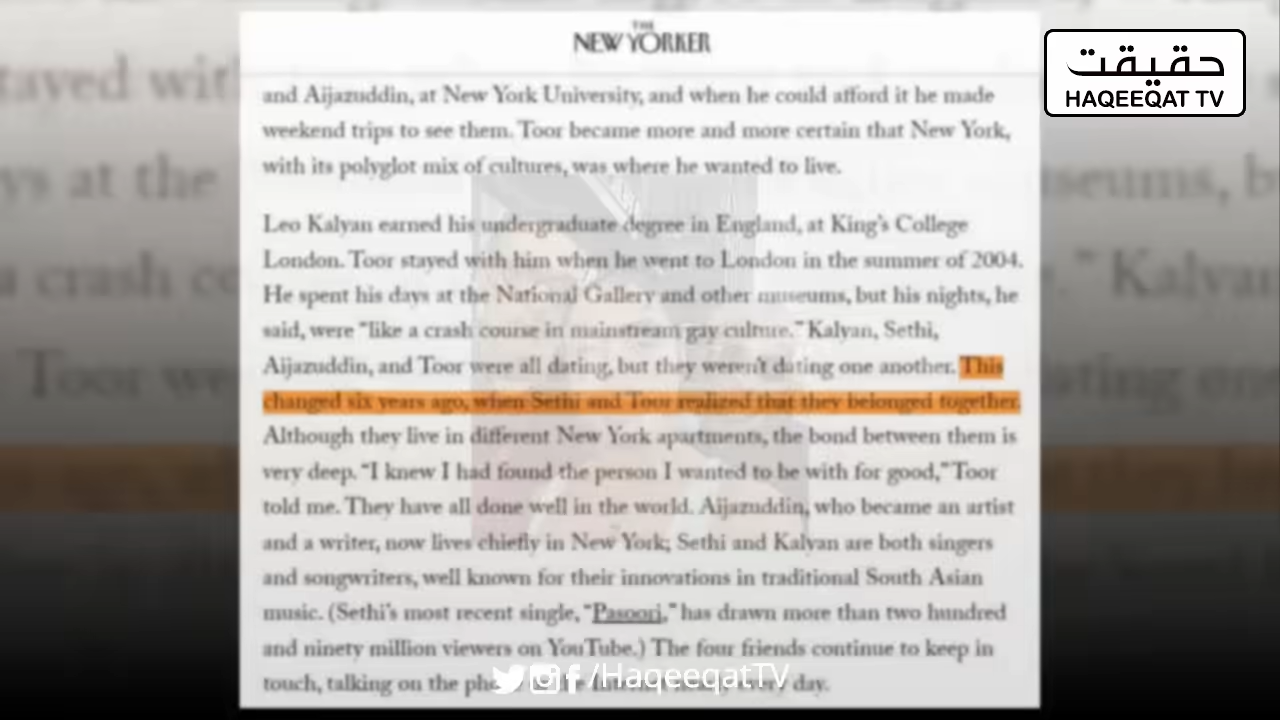 THE
NEW YORKER
حقيقت
HAQEEQAT TV
and Aijazuddin, at New York University, and when he could afford it he made
weekend trips to see them. Toor became more and more certain that New York,
with its polyglot mix of cultures, was where he wanted to live.
Leo Kalyan earned his undergraduate degree in England, at King's College
London. Toor stayed with him when he went to London in the summer of 2004.
He spent his days at the National Gallery and other museums, but his nights, he
said, were “like a crash course in mainstream gay culture.” Kalyan, Sethi,
Aijazuddin, and Toor were all dating, but they weren't dating one another. This
changed six years ago, when Sethi and Toor realized that they belonged together.
Although they live in different New York apartments, the bond between them is
very deep. “I knew I had found the person I wanted to be with for good,” Toor
told me. They have all done well in the world. Aijazuddin, who became an artist
and a writer, now lives chiefly in New York; Sethi and Kalyan are both singers
and songwriters, well known for their innovations in traditional South Asian
music. (Sethi's most recent single, “Pasoori,” has drawn more than two hundred
and ninety million viewers on YouTube.) The four friends continue to keep in
touch, talking on the every day.
/HaqeeqatTV